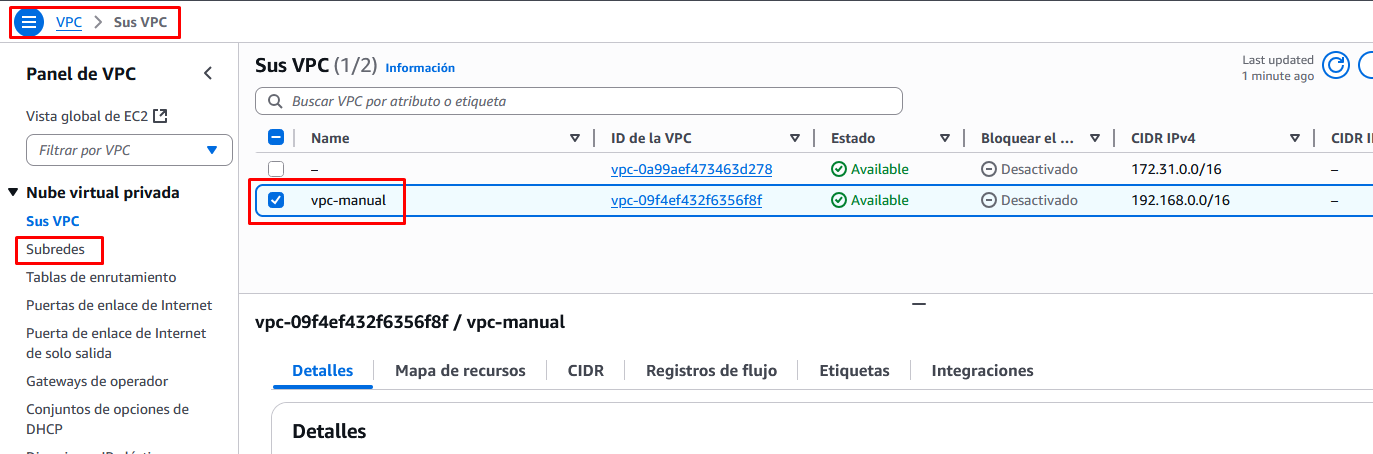 VPC > Sus VPC
Panel de VPC
Vista global de EC2
Filtrar por VPC
Nube virtual privada
Sus VPC
Subredes
Tablas de enrutamiento
Puertas de enlace de Internet
Puerta de enlace de Internet
de solo salida
Gateways de operador
Conjuntos de opciones de
DHCP
Sus VPC (1/2) Información
Last updated
1 minute ago
Buscar VPC por atributo o etiqueta
Name ID de la VPC Estado Bloquear el ... CIDR IPv4 CIDR
– vpc-0a99aef473463d278 Available Desactivado 172.31.0.0/16 –
vpc-manual vpc-09f4ef432f6356f8f Available Desactivado 192.168.0.0/16 –
vpc-09f4ef432f6356f8f / vpc-manual
Detalles Mapa de recursos CIDR Registros de flujo Etiquetas Integraciones
Detalles